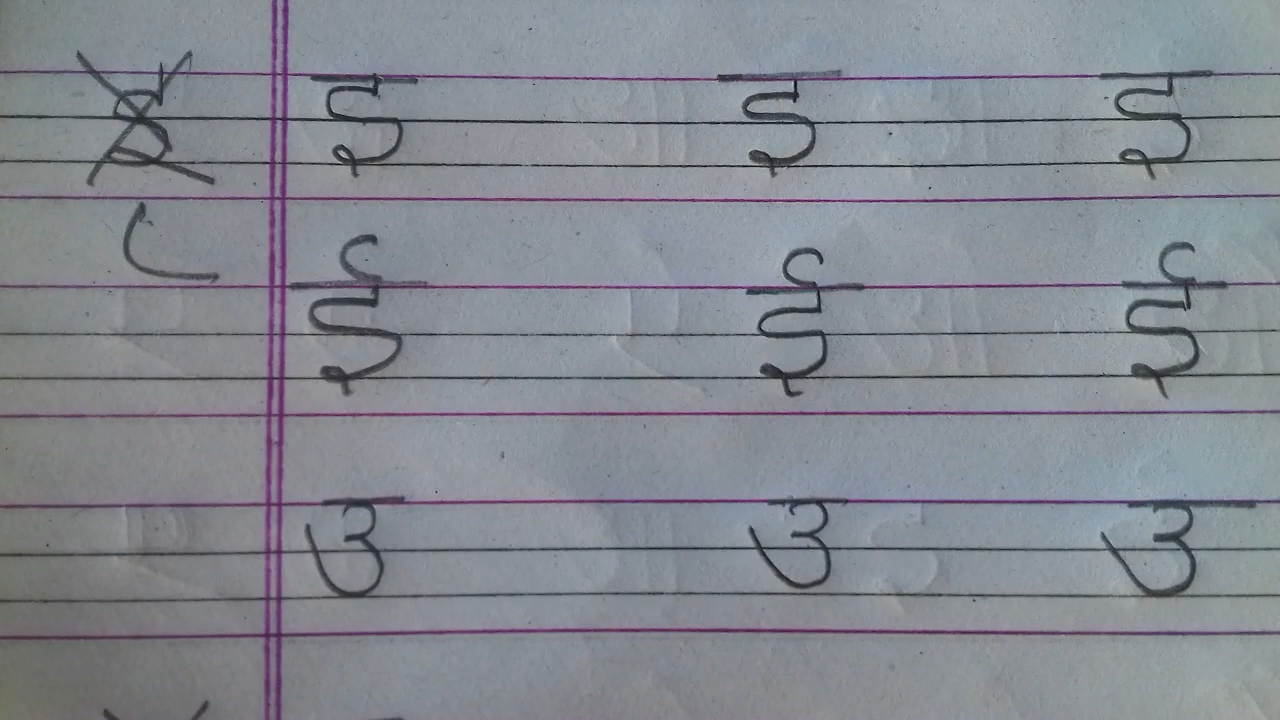 इ इ इ
ई ई ई
उ उ उ